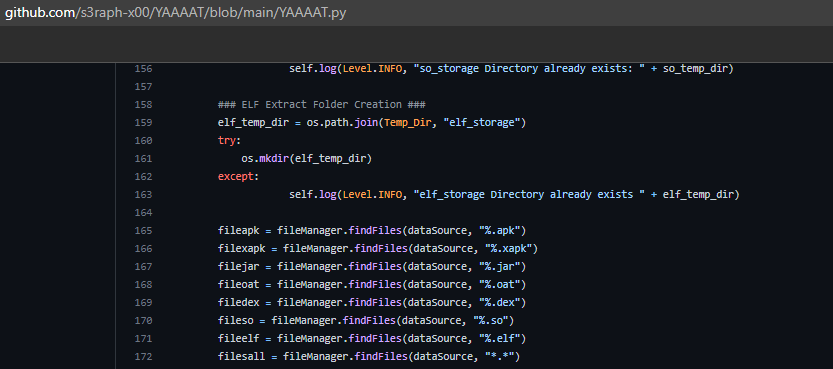 github.com/s3raph-x00/YAAAAT/blob/main/YAAAAT.py
156 self.log(Level.INFO, "so_storage Directory already exists: " + so_temp_dir)
157
158 ### ELF Extract Folder Creation ###
159 elf_temp_dir = os.path.join(Temp_Dir, "elf_storage")
160 try:
161 os.mkdir(elf_temp_dir)
162 except:
163 self.log(Level.INFO, "elf_storage Directory already exists " + elf_temp_dir)
164
165 fileapk = fileManager.findFiles(dataSource, "%.apk")
166 filexapk = fileManager.findFiles(dataSource, "%.xapk")
167 filejar = fileManager.findFiles(dataSource, "%.jar")
168 fileoat = fileManager.findFiles(dataSource, "%.oat")
169 filedex = fileManager.findFiles(dataSource, "%.dex")
170 fileso = fileManager.findFiles(dataSource, "%.so")
171 fileelf = fileManager.findFiles(dataSource, "%.elf")
172 filesall = fileManager.findFiles(dataSource, "*.*")